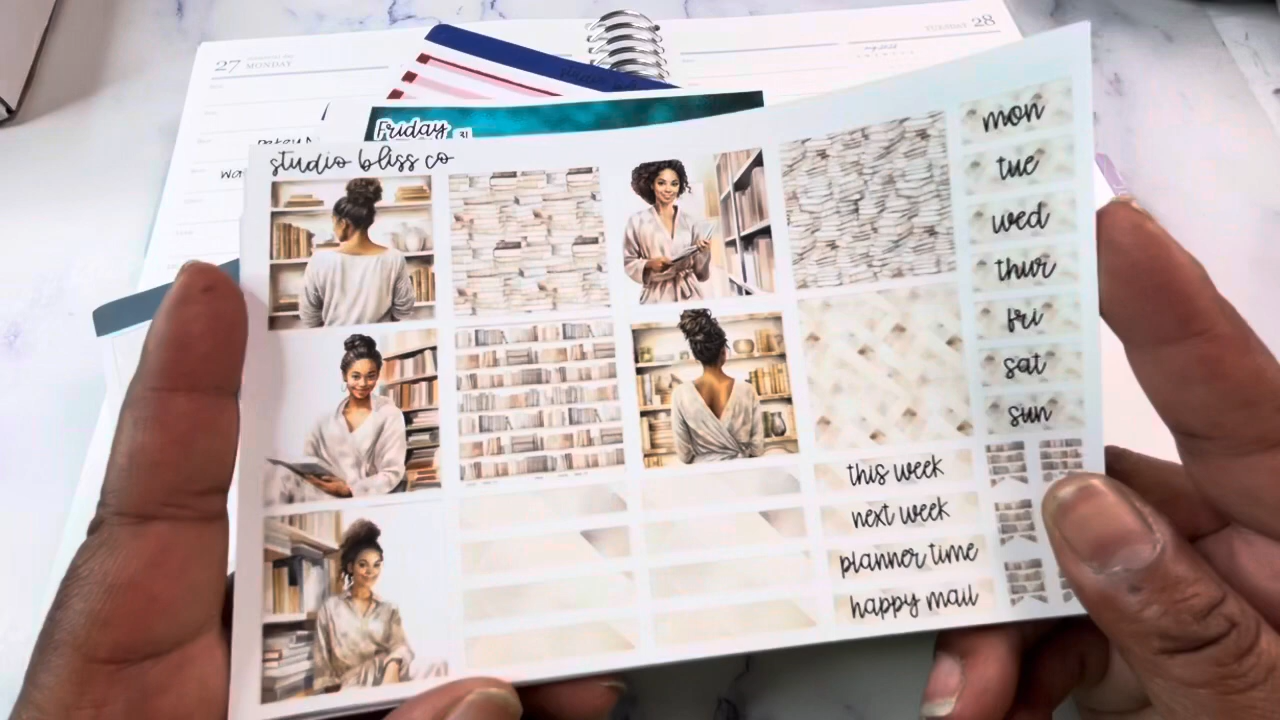 28
TUESDAY
27
MONDAY
Friday
31
studio bliss co
mon
tue
wed
thur
fri
sat
sun
this week
next week
planner time
happy mail